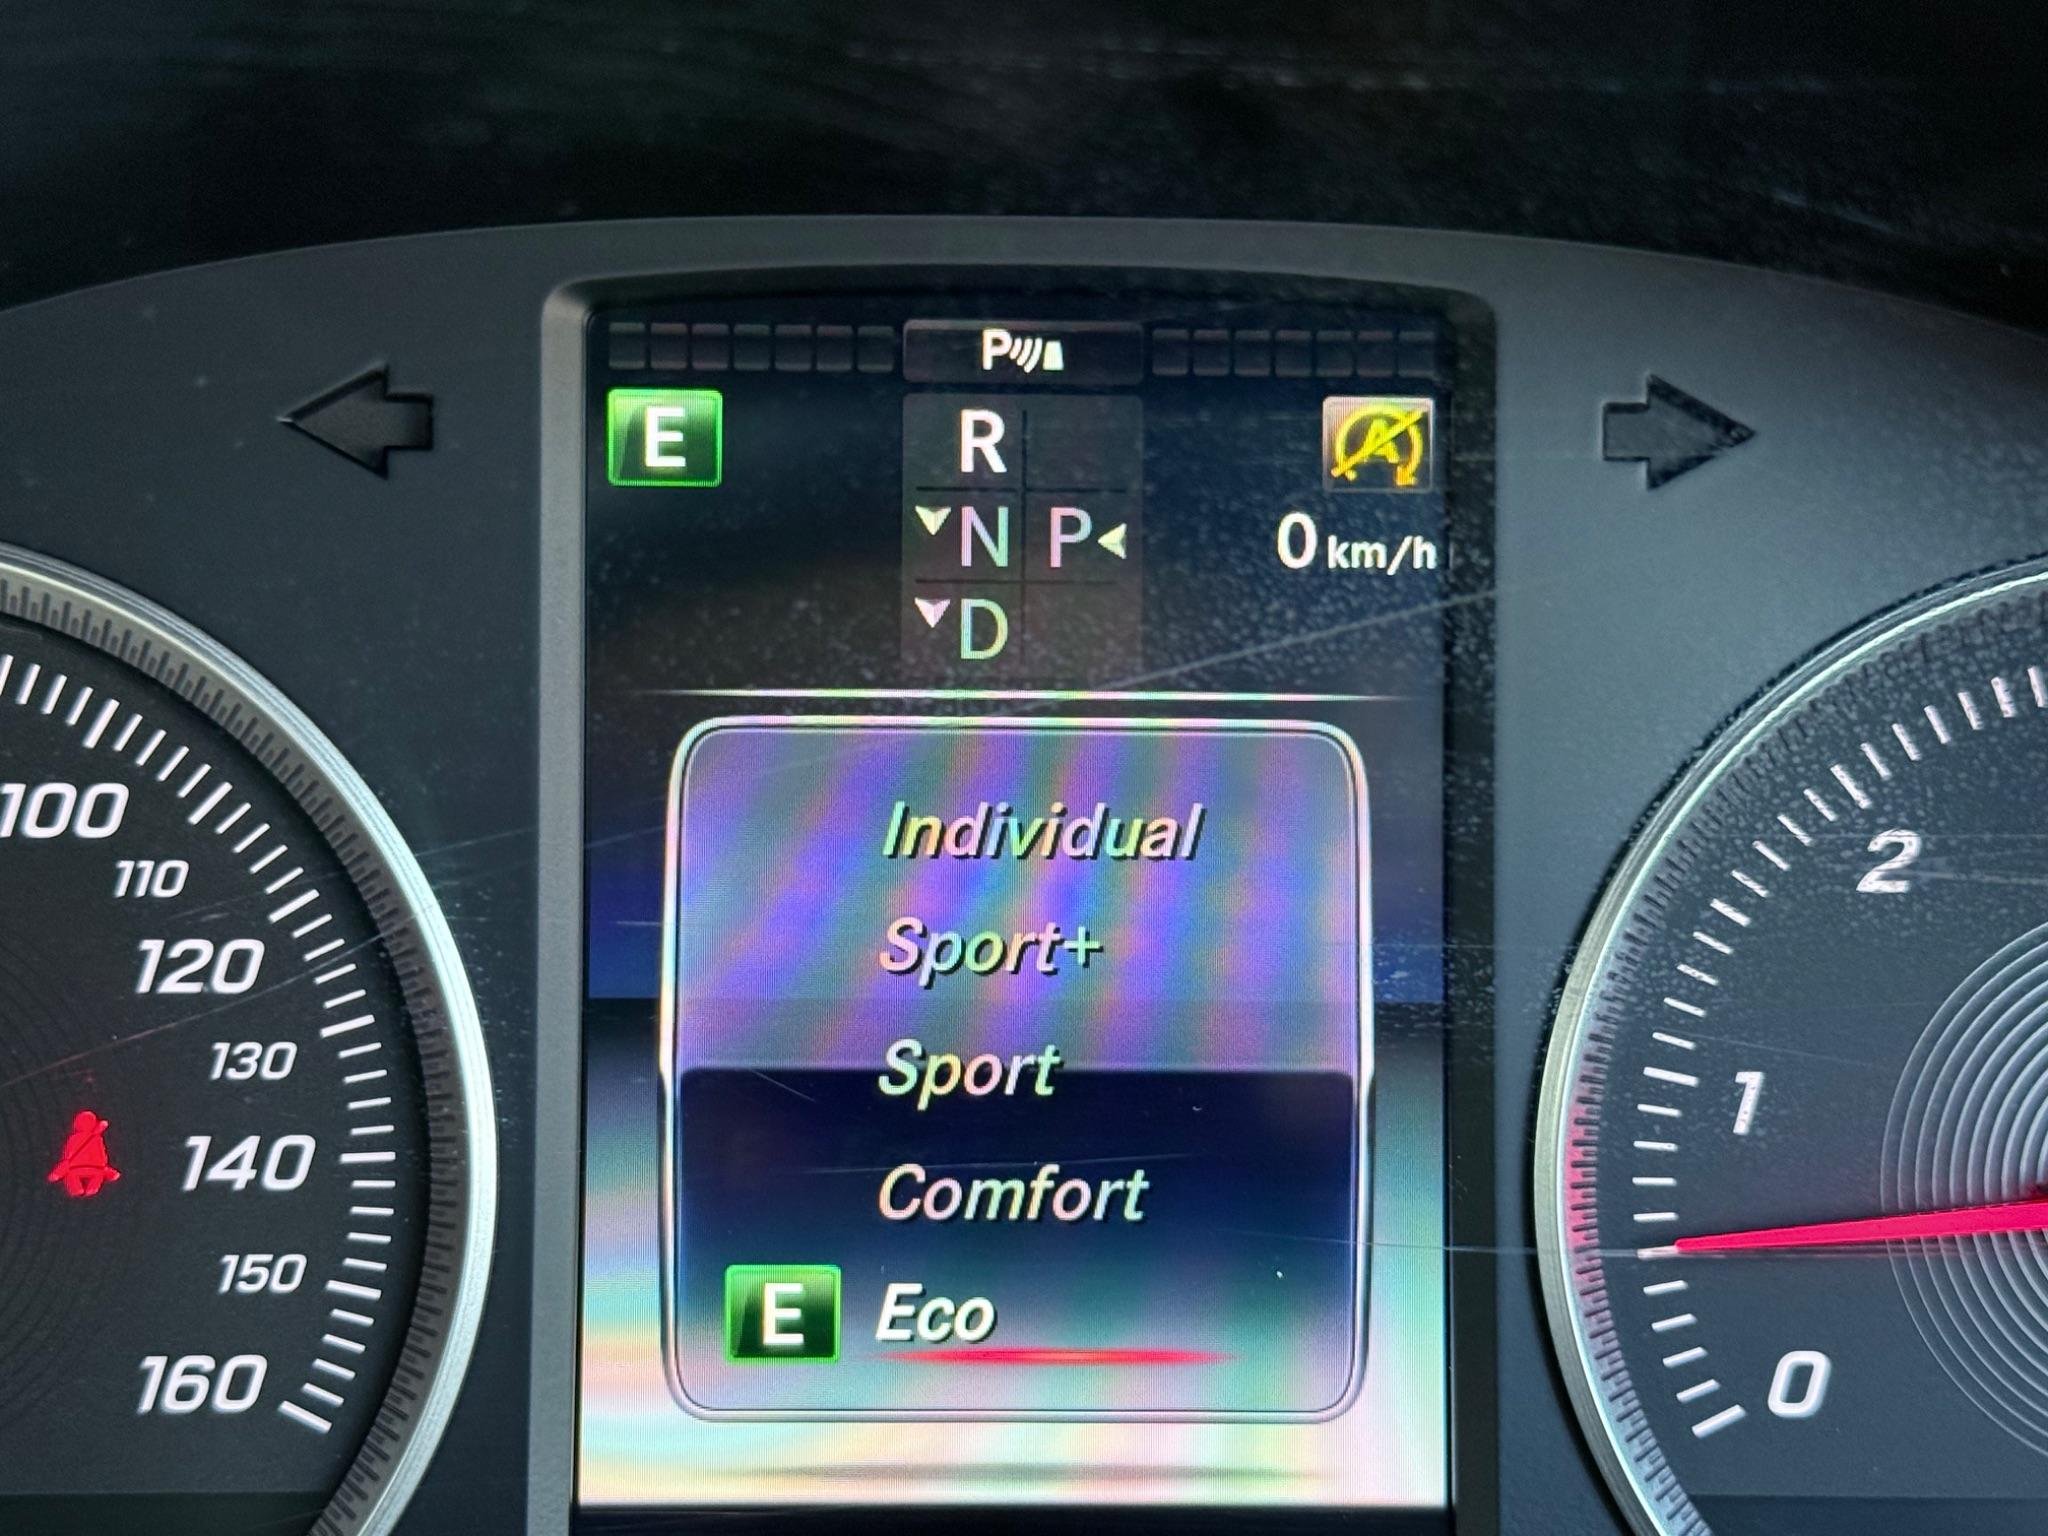 P
E
R
N P
D
0 km/h
Individual
Sport+
Sport
Comfort
E Eco
100
110
120
130
140
150
160
2
1
0